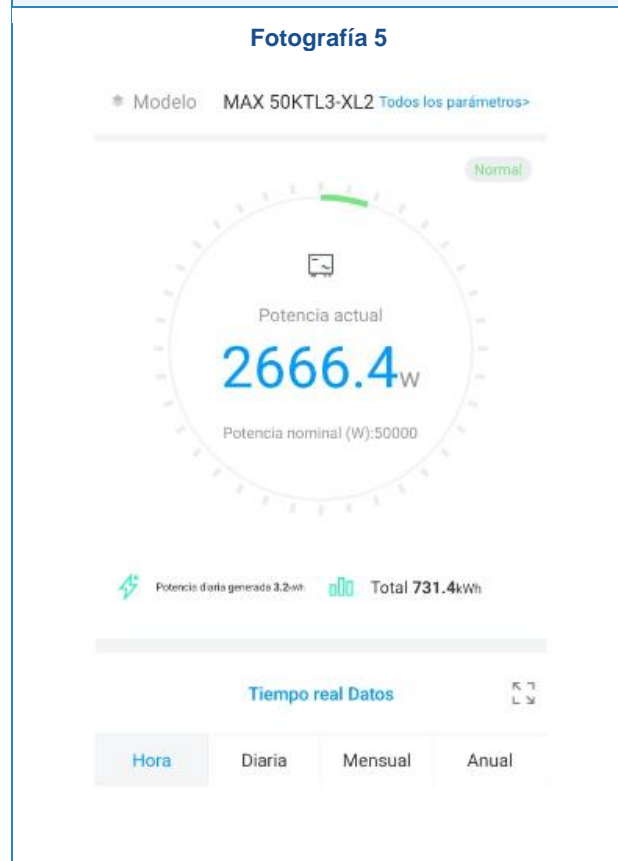 Fotografía 5
Modelo MAX 50KTL3-XL2 Todos los parámetros>
Normal
Potencia actual
2666.4W
Potencia nominal (W):50000
Potencia diaria generada 3.2kWh Total 731.4kWh
Tiempo real Datos
Hora Diaria Mensual Anual